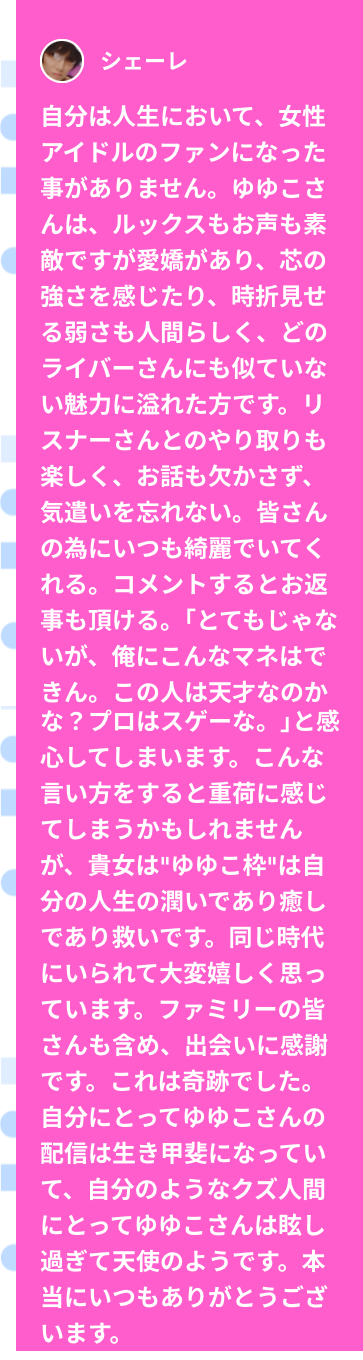 シェーレ
自分は人生において、女性
アイドルのファンになった
事がありません。ゆゆこさ
んは、ルックスもお声も素
敵ですが愛嬌があり、芯の
強さを感じたり、時折見せ
る弱さも人間らしく、どの
ライバーさんにも似ていな
い魅力に溢れた方です。リ
スナーさんとのやり取りも
楽しく、お話も欠かさず、
気遣いを忘れない。皆さん
の為にいつも綺麗でいてく
れる。コメントするとお返
事も頂ける。「とてもじゃな
いが、俺にこんなマネはで
きん。この人は天才なのか
な？プロはスゲーな。」と感
心してしまいます。こんな
言い方をすると重荷に感じ
てしまうかもしれません
が、貴女は"ゆゆこ枠"は自
分の人生の潤いであり癒し
であり救いです。同じ時代
にいられて大変嬉しく思っ
ています。ファミリーの皆
さんも含め、出会いに感謝
です。これは奇跡でした。
自分にとってゆゆこさんの
配信は生き甲斐になってい
て、自分のようなクズ人間
にとってゆゆこさんは眩し
過ぎて天使のようです。本
当にいつもありがとうござ
います。